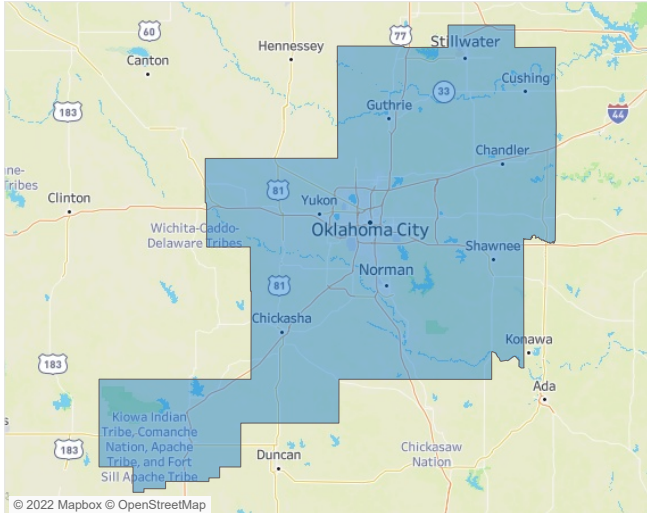 60
77
Stillwater
Hennessey
Canton
Cushing
33
Guthrie
183
44
Chandler
ne-
Tribes
81
Clinton
Yukon
Wichita-Caddo-
Delaware Tribes
Oklahoma City
Shawnee
Norman
81
Chickasha
Konawa
183
Ada
Kiowa Indian
Tribe, Comanche
Nation, Apache
Tribe, and Fort
Sill Apache Tribe
s
183
Duncan
Chickasaw
Nation
© 2022 Mapbox © OpenStreetMap